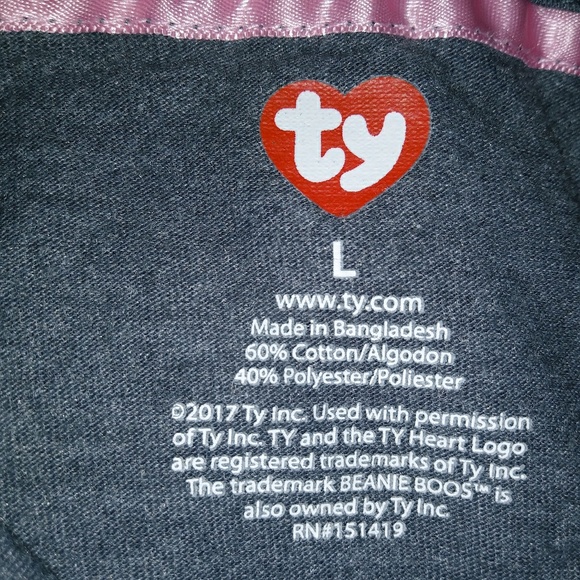 ty
L
www.ty.com
Made in Bangladesh
60% Cotton/Algodon
40% Polyester/Poliester
©2017 Ty Inc. Used with permission
of Ty Inc. TY and the TY Heart Logo
are registered trademarks of Ty Inc.
The trademark BEANIE BOOS™ is
also owned by Ty Inc.
RN#151419